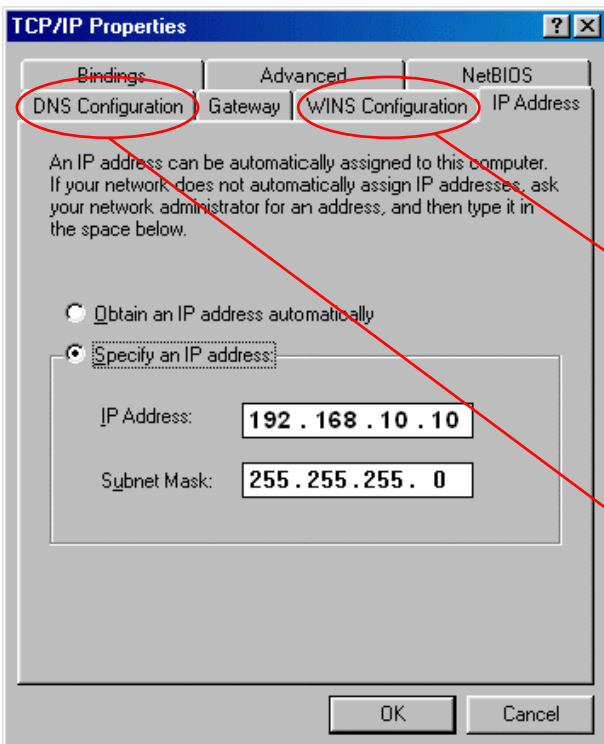 TCP/IP Properties
Bindings Advanced NetBIOS
DNS Configuration Gateway WINS Configuration IP Address
An IP address can be automatically assigned to this computer.
If your network does not automatically assign IP addresses, ask
your network administrator for an address, and then type it in
the space below.
Obtain an IP address automatically
Specify an IP address:
IP Address: 192 . 168 . 10 . 10
Subnet Mask: 255 . 255 . 255 . 0
OK Cancel